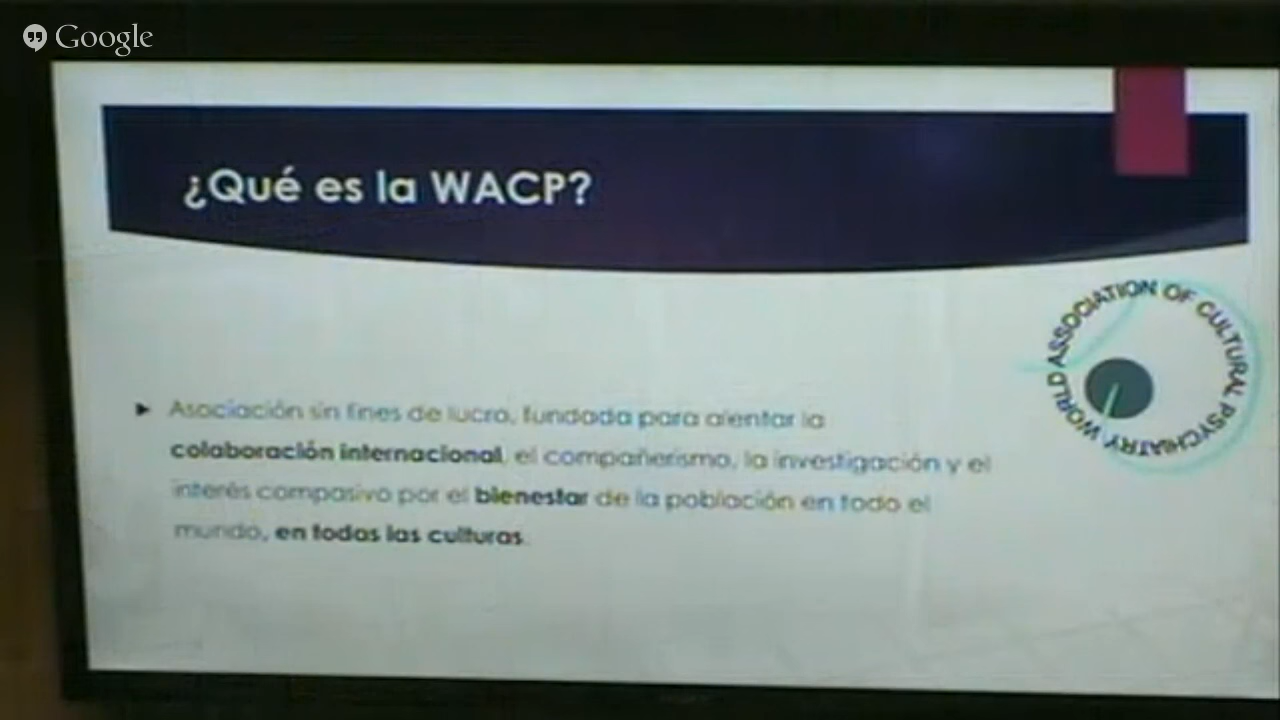 Google
¿Qué es la WACP?
WORLD ASSOCIATION OF CULTURAL PSYCHIATRY
Asociación sin fines de lucro, fundada para alentar la
colaboración internacional, el compañerismo, la investigación y el
interés compasivo por el bienestar de la población en todo el
mundo, en todas las culturas.